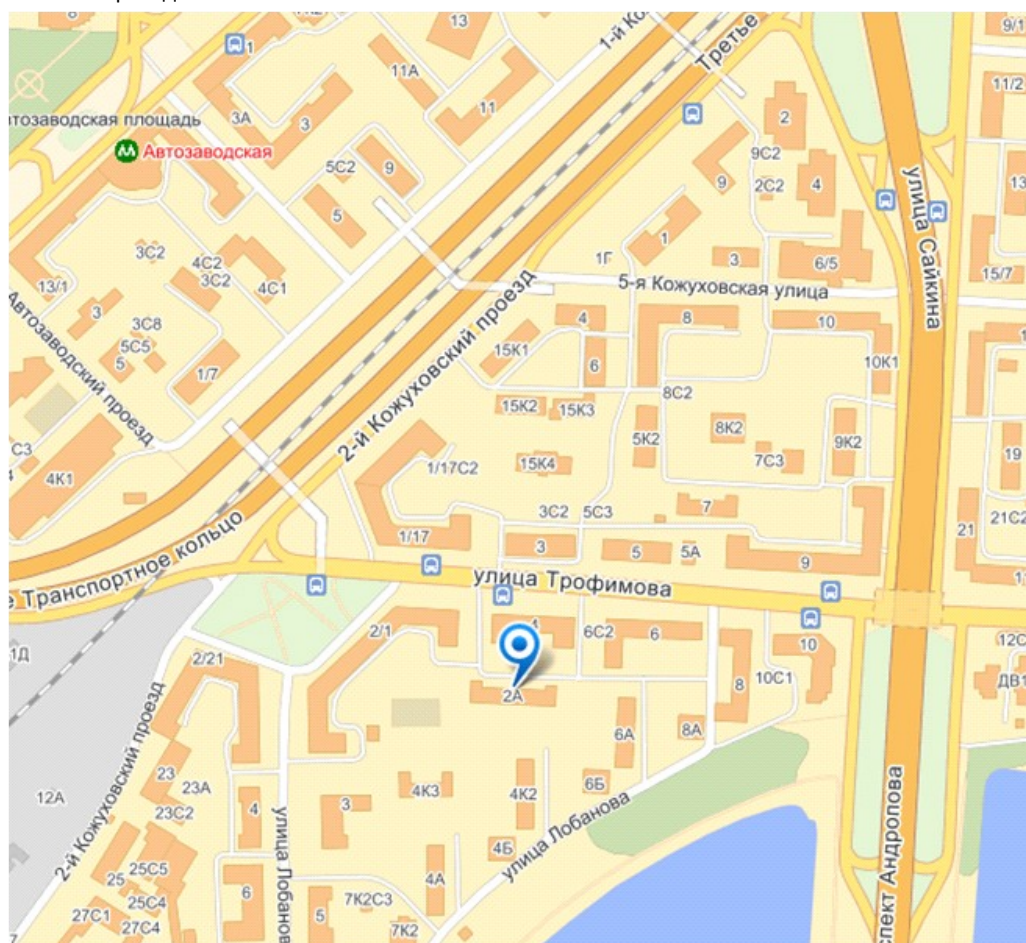 1
13
9/1
1-й Ко
Третье
3А
3
11А
11
11/2
2
втозаводская площадь
Автозаводская
5С2
9
9С2
9
2С2
4
13
улица Сайкина
5
1
3
6/5
15/7
1Г
5-я Кожуховская улица
3С2
4С2
3С2
4С1
13/1
3
3С8
5С5
5
1/7
Автозаводский проезд
2-й Кожуховский проезд
4
8
10
15К1
6
10К1
8С2
15К2
15К3
5К2
8К2
9К2
С3
4К1
1/17С2
15К4
7С3
19
3С2
5С3
7
21
21С2
1/17
3
5
5А
9
е Транспортное кольцо
улица Трофимова
1Д
2/21
2/1
4
6С2
6
8
10С1
10
12С
ДВ1
2А
6А
8А
12А
2-й Кожуховский проезд
23
23А
23С2
4
3
4К3
4К2
6Б
улица Лобанова
улица Лобанов
4Б
4А
25
25С5
25С4
27С1
27С4
6
5
7К2С3
7К2
спект Андропова